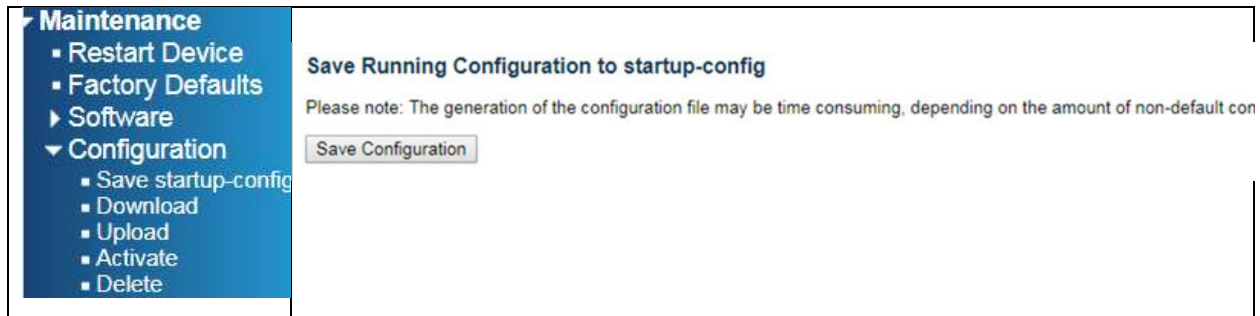 Maintenance
Restart Device
Factory Defaults
Software
Configuration
Save startup-config
Download
Upload
Activate
Delete
Save Running Configuration to startup-config
Please note: The generation of the configuration file may be time consuming, depending on the amount of non-default con
Save Configuration